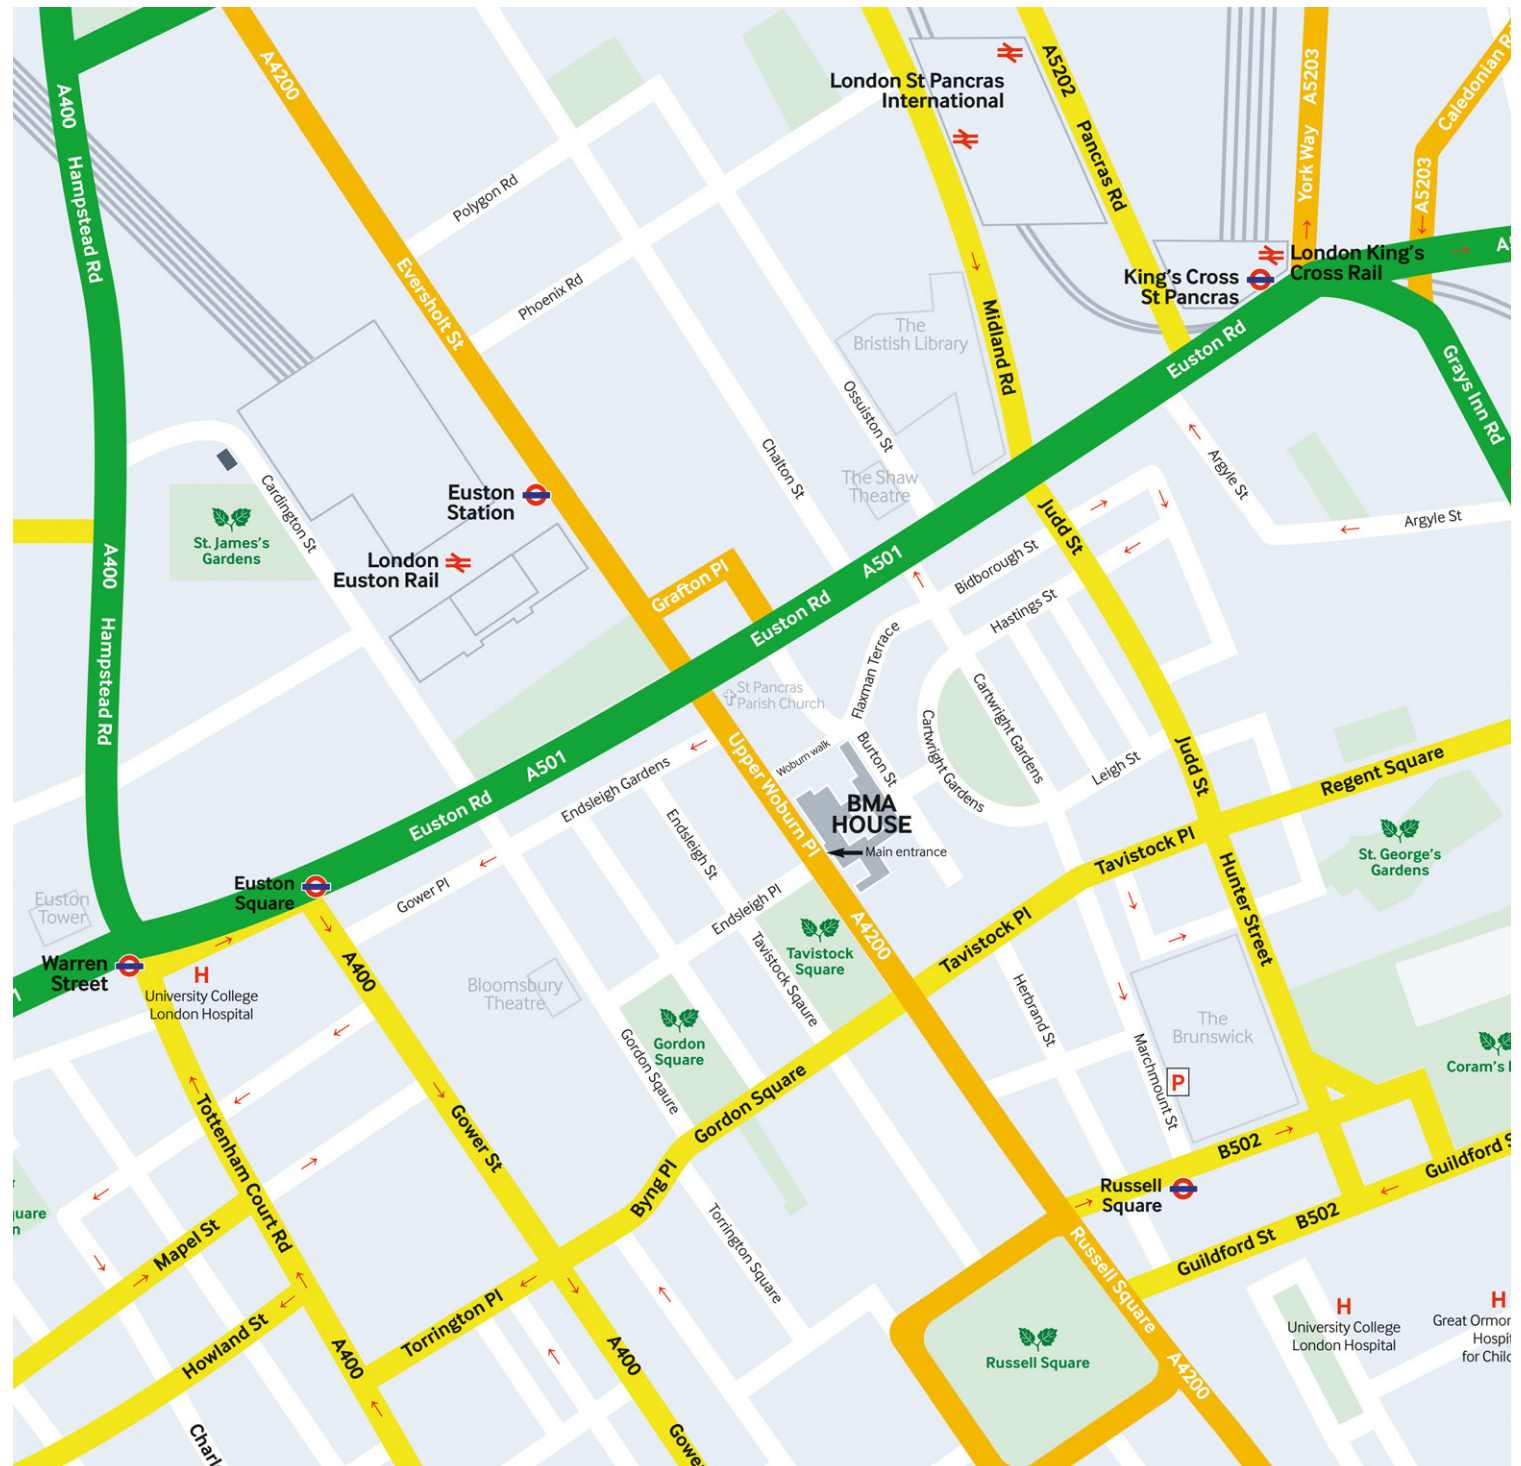 A4200
A400
Hampstead Rd
London St Pancras
International
A5202
Pancras Rd
York Way
A5203
Caledonian
A5203
Polygon Rd
Phoenix Rd
Eversholt St
London King's
Cross Rail
King's Cross
St Pancras
The
Bristish Library
Midland Rd
Euston Rd
Grays Inn Rd
Ossuiston St
Chalton St
The Shaw
Theatre
Argyle St
Argyle St
Cardington St
Euston
Station
London
Euston Rail
St. James's
Gardens
A400
Hampstead Rd
Grafton Pl
Euston Rd
A501
Judd St
Bidborough St
Hastings St
Flaxman Terrace
St Pancras
Parish Church
Cartwright Gardens
Cartwright Gardens
Woburn walk
Burton St
Leigh St
Judd St
Regent Square
Upper Woburn Pl
BMA
HOUSE
Main entrance
Endsleigh Gardens
Endsleigh St
A501
Euston Rd
Tavistock Pl
St. George's
Gardens
Gower Pl
Endsleigh Pl
Euston
Square
Euston
Tower
Warren
Street
H
University College
London Hospital
A400
A4200
Tavistock
Square
Tavistock Sqaure
Tavistock Pl
Hunter Street
Bloomsbury
Theatre
Gordon
Square
Gordon Sqaure
Gordon Square
Herbrand St
Marchmount St
The
Brunswick
P
Coram's
Tottenham Court Rd
Gower St
Byng Pl
B502
Guildford
Russell
Square
B502
Guildford St
Mapel St
Torrington Square
Russell Square
Howland St
Torrington Pl
A400
A400
Russell Square
A4200
H
University College
London Hospital
H
Great
for
Gower